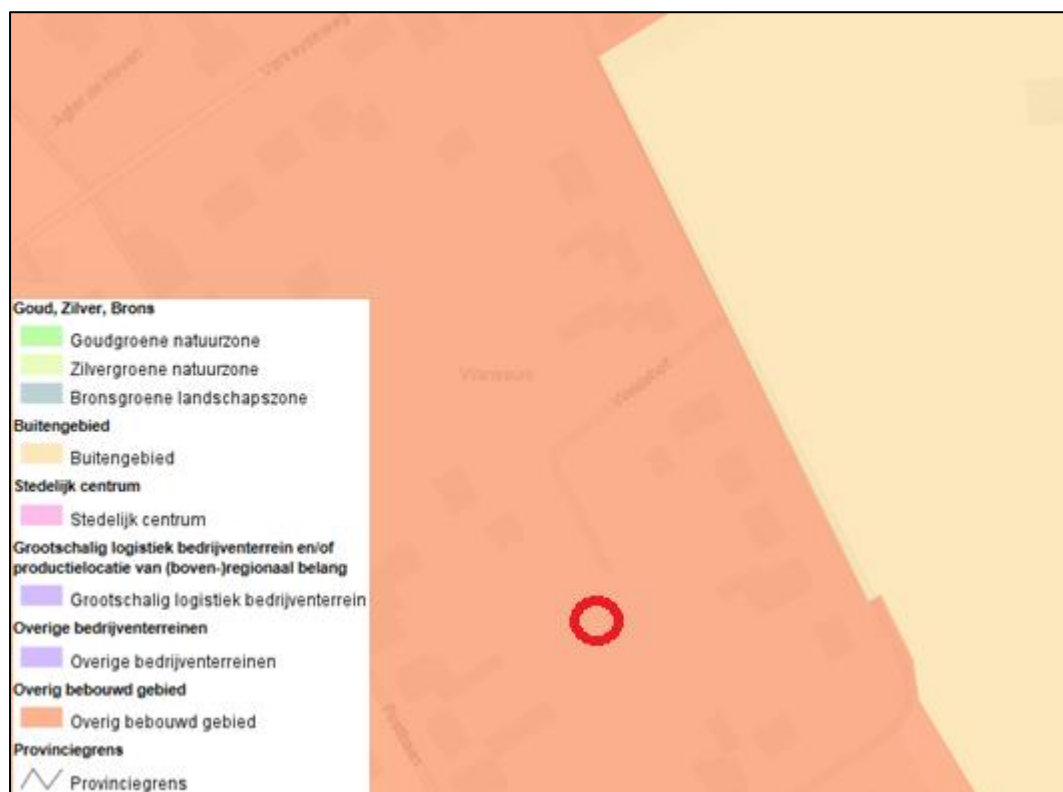 Goud, Zilver, Brons
Goudgroene natuurzone
Zilvergroene natuurzone
Bronsgroene landschapszone
Buitengebied
Buitengebied
Stedelijk centrum
Stedelijk centrum
Grootschalig logistiek bedrijventerrein en/of
productielocatie van (boven-)regionaal belang
Grootschalig logistiek bedrijventerrein
Overige bedrijventerreinen
Overige bedrijventerreinen
Overig bebouwd gebied
Overig bebouwd gebied
Provinciegrens
Provinciegrens